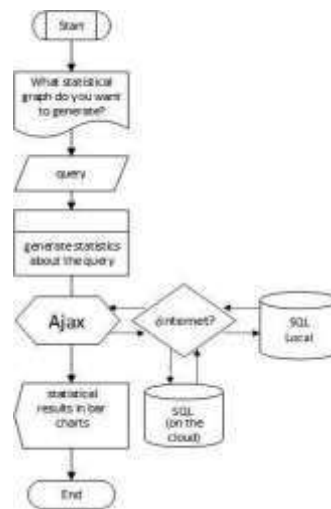 Start
What statistical
graph do you want
to generate?
query
generate statistics
about the query
Ajax
¿internet?
SQL
Local
SQL
(on the
cloud)
statistical
results in bar
charts
End